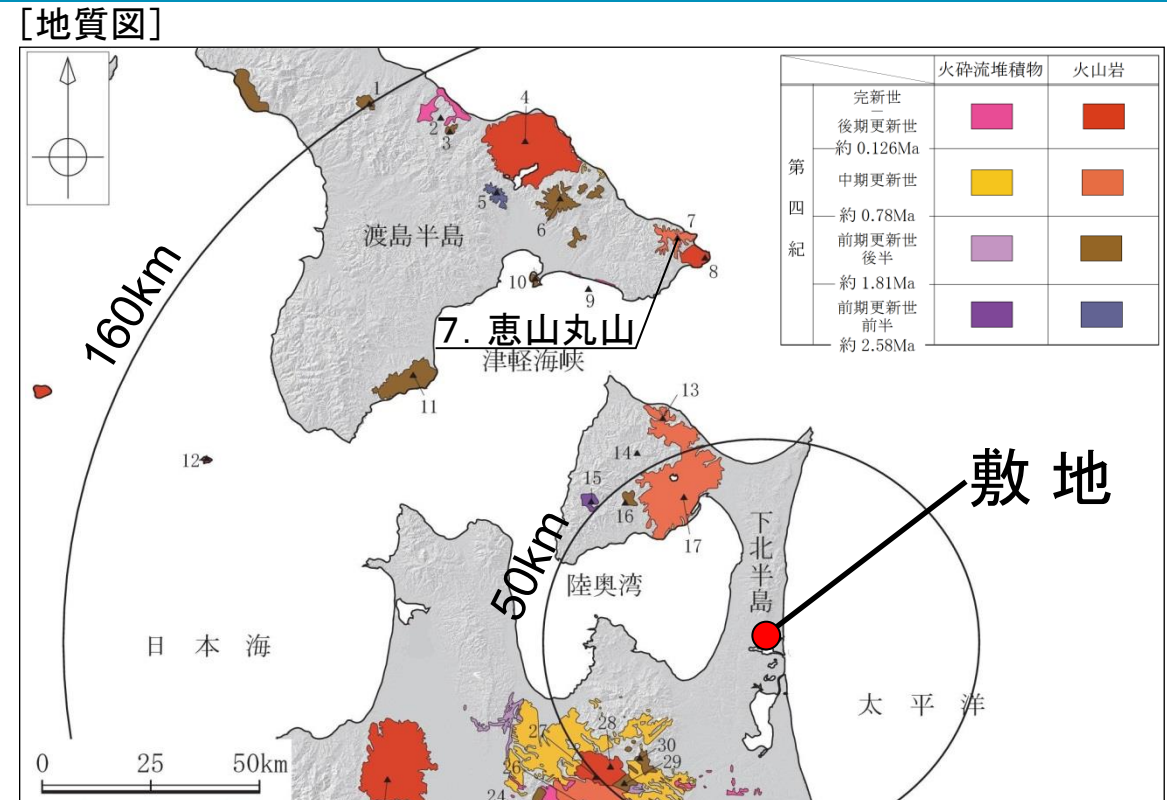 [地質図]
火砕流堆積物
火山岩
第四紀
完新世
–
後期更新世
約 0.126Ma
中期更新世
約 0.78Ma
前期更新世
後半
約 1.81Ma
前期更新世
前半
約 2.58Ma
1
2
3
4
5
6
7
8
9
10
渡島半島
160km
7. 恵山丸山
津軽海峡
11
12
13
14
15
16
17
敷 地
50km
下北半島
陸奥湾
日 本 海
太 平 洋
27
28
30
29
26
24
0
25
50km